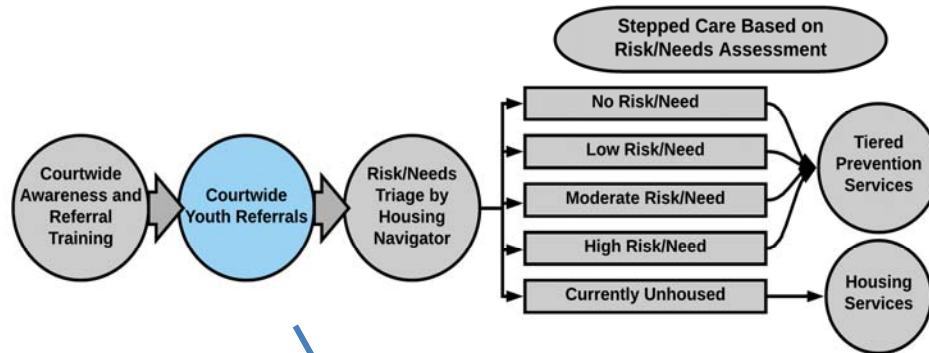 Stepped Care Based on
Risk/Needs Assessment
Courtwide
Awareness and
Referral
Training
Courtwide
Youth Referrals
Risk/Needs
Triage by
Housing
Navigator
No Risk/Need
Low Risk/Need
Moderate Risk/Need
High Risk/Need
Currently Unhoused
Tiered
Prevention
Services
Housing
Services